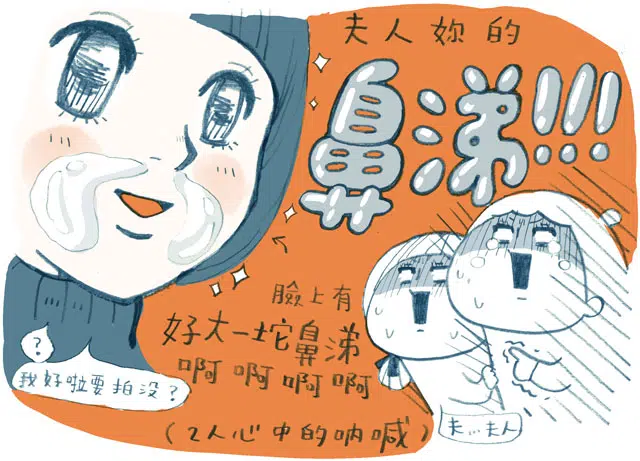 夫人妳的
鼻涕!!!
臉上有
好大一坨鼻涕
啊啊啊啊
(2人心中的吶喊)
?
我好啦要拍没?
夫...夫人